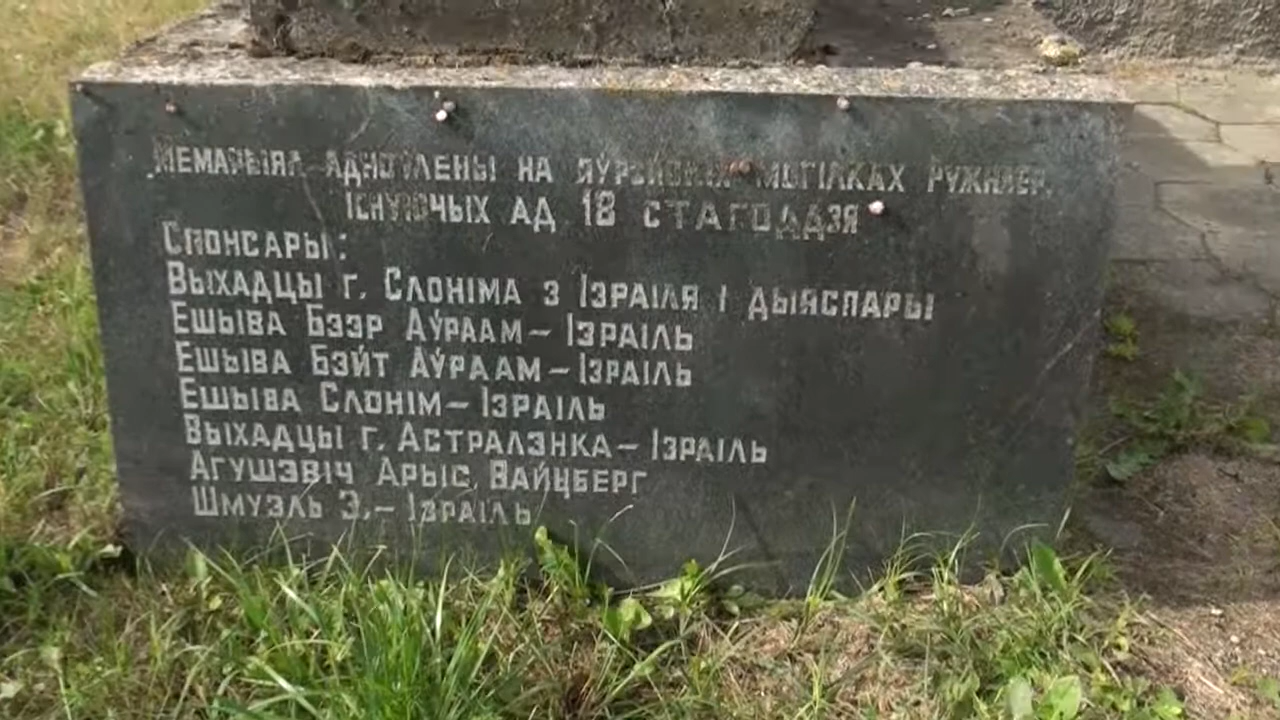 Мемарыял адноўлены на яўрэйскіх могілках Ружанер,
існуючых ад 18 стагоддзя
Спонсары:
Выхадцы г. Слоніма з Ізраіля і дыяспары
Ешыва Бээр Аўраам – Ізраіль
Ешыва Бэйт Аўраам – Ізраіль
Ешыва Слонім – Ізраіль
Выхадцы г. Астралэнка – Ізраіль
Агушэвіч Арыс, Вайцберг
Шмуэль Э. – Ізраіль